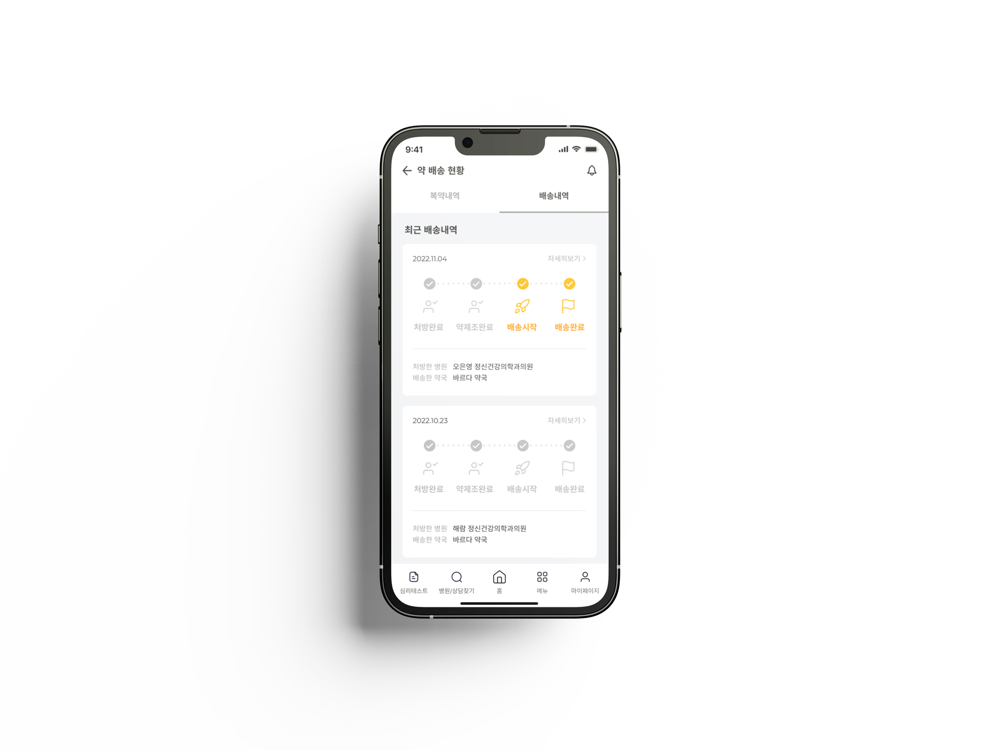 9:41
약 배송 현황
복약내역 배송내역
최근 배송내역
2022.11.04 자세히보기 >
처방완료 약제조완료 배송시작 배송완료
처방한 병원 오은영 정신건강의학과의원
배송한 약국 바르다 약국
2022.10.23 자세히보기 >
처방완료 약제조완료 배송시작 배송완료
처방한 병원 해람 정신건강의학과의원
배송한 약국 바르다 약국
심리테스트 병원/상담찾기 홈 메뉴 마이페이지